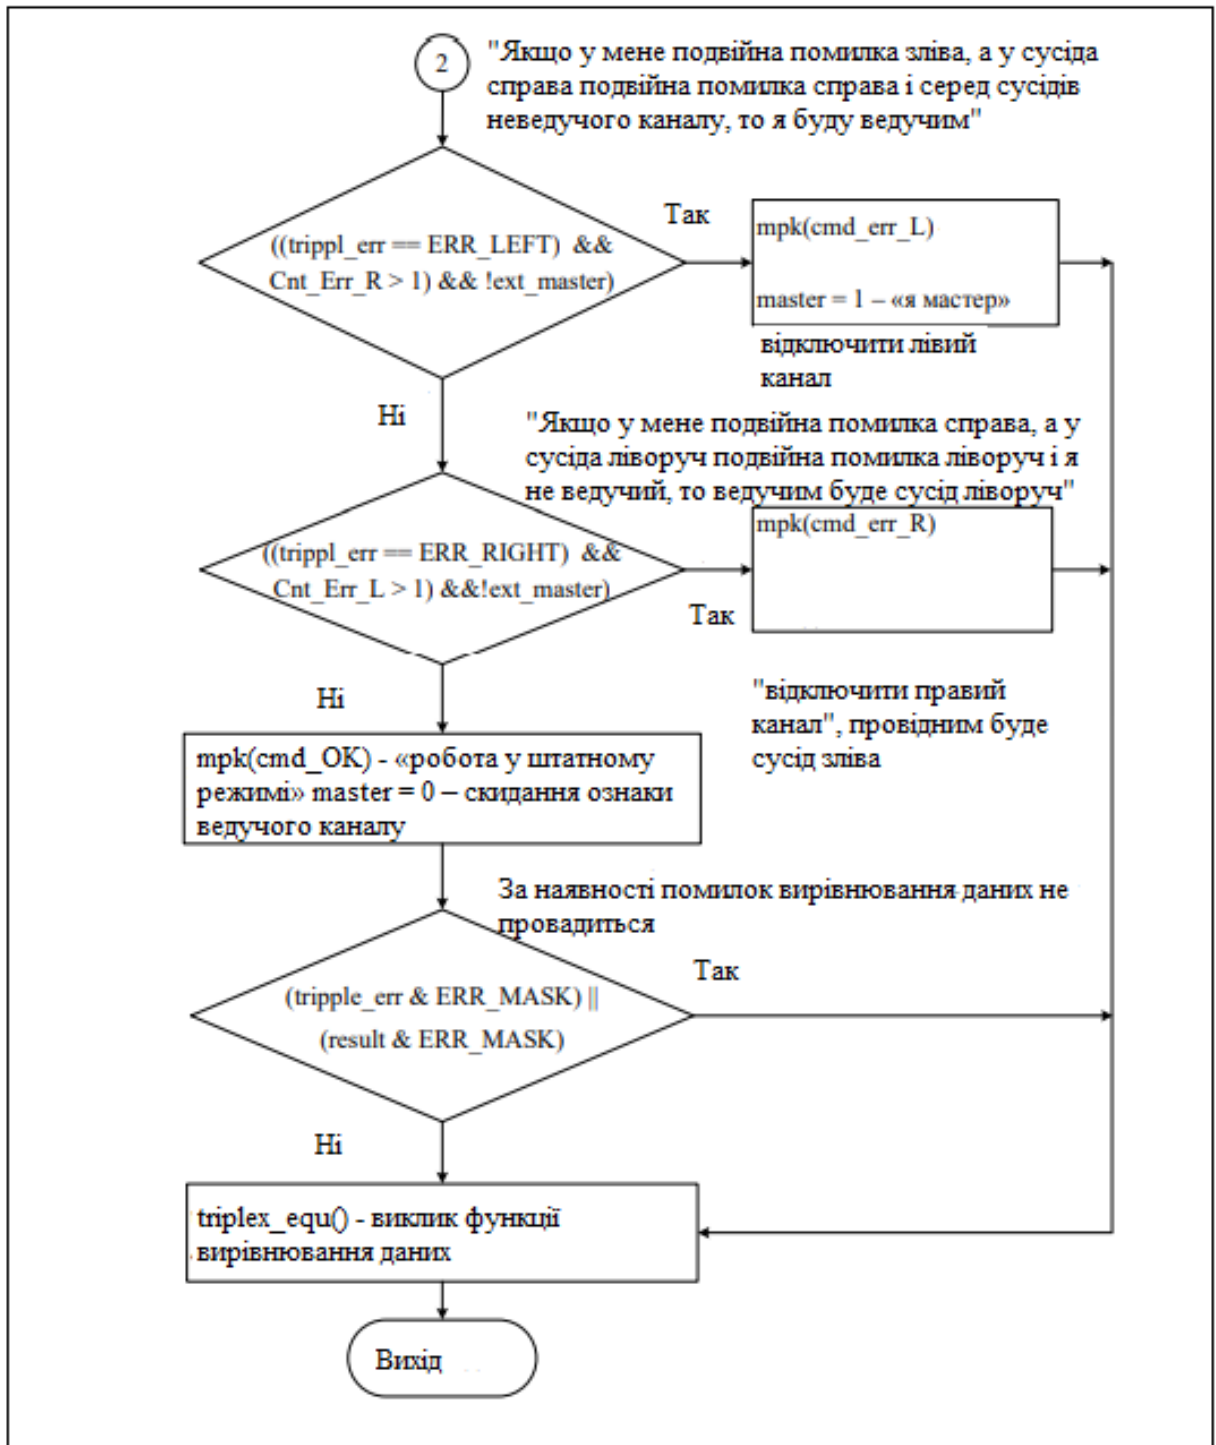 2
"Якщо у мене подвійна помилка зліва, а у сусіда
справа подвійна помилка справа і серед сусідів
неведучого каналу, то я буду ведучим"
((trippl_err == ERR_LEFT) &&
Cnt_Err_R > 1) && !ext_master)
Так
mpk(cmd_err_L)
master = 1 – «я мастер»
відключити лівий
канал
Ні
"Якщо у мене подвійна помилка справа, а у
сусіда ліворуч подвійна помилка ліворуч і я
не ведучий, то ведучим буде сусід ліворуч"
((trippl_err == ERR_RIGHT) &&
Cnt_Err_L > 1) &&!ext_master)
Так
mpk(cmd_err_R)
Ні
"відключити правий
канал", провідним буде
сусід зліва
mpk(cmd_OK) - «робота у штатному
режимі» master = 0 – скидання ознаки
ведучого каналу
За наявності помилок вирівнювання даних не
провадиться
(tripple_err & ERR_MASK) ||
(result & ERR_MASK)
Так
Ні
triplex_equ() - виклик функції
вирівнювання даних
Вихід